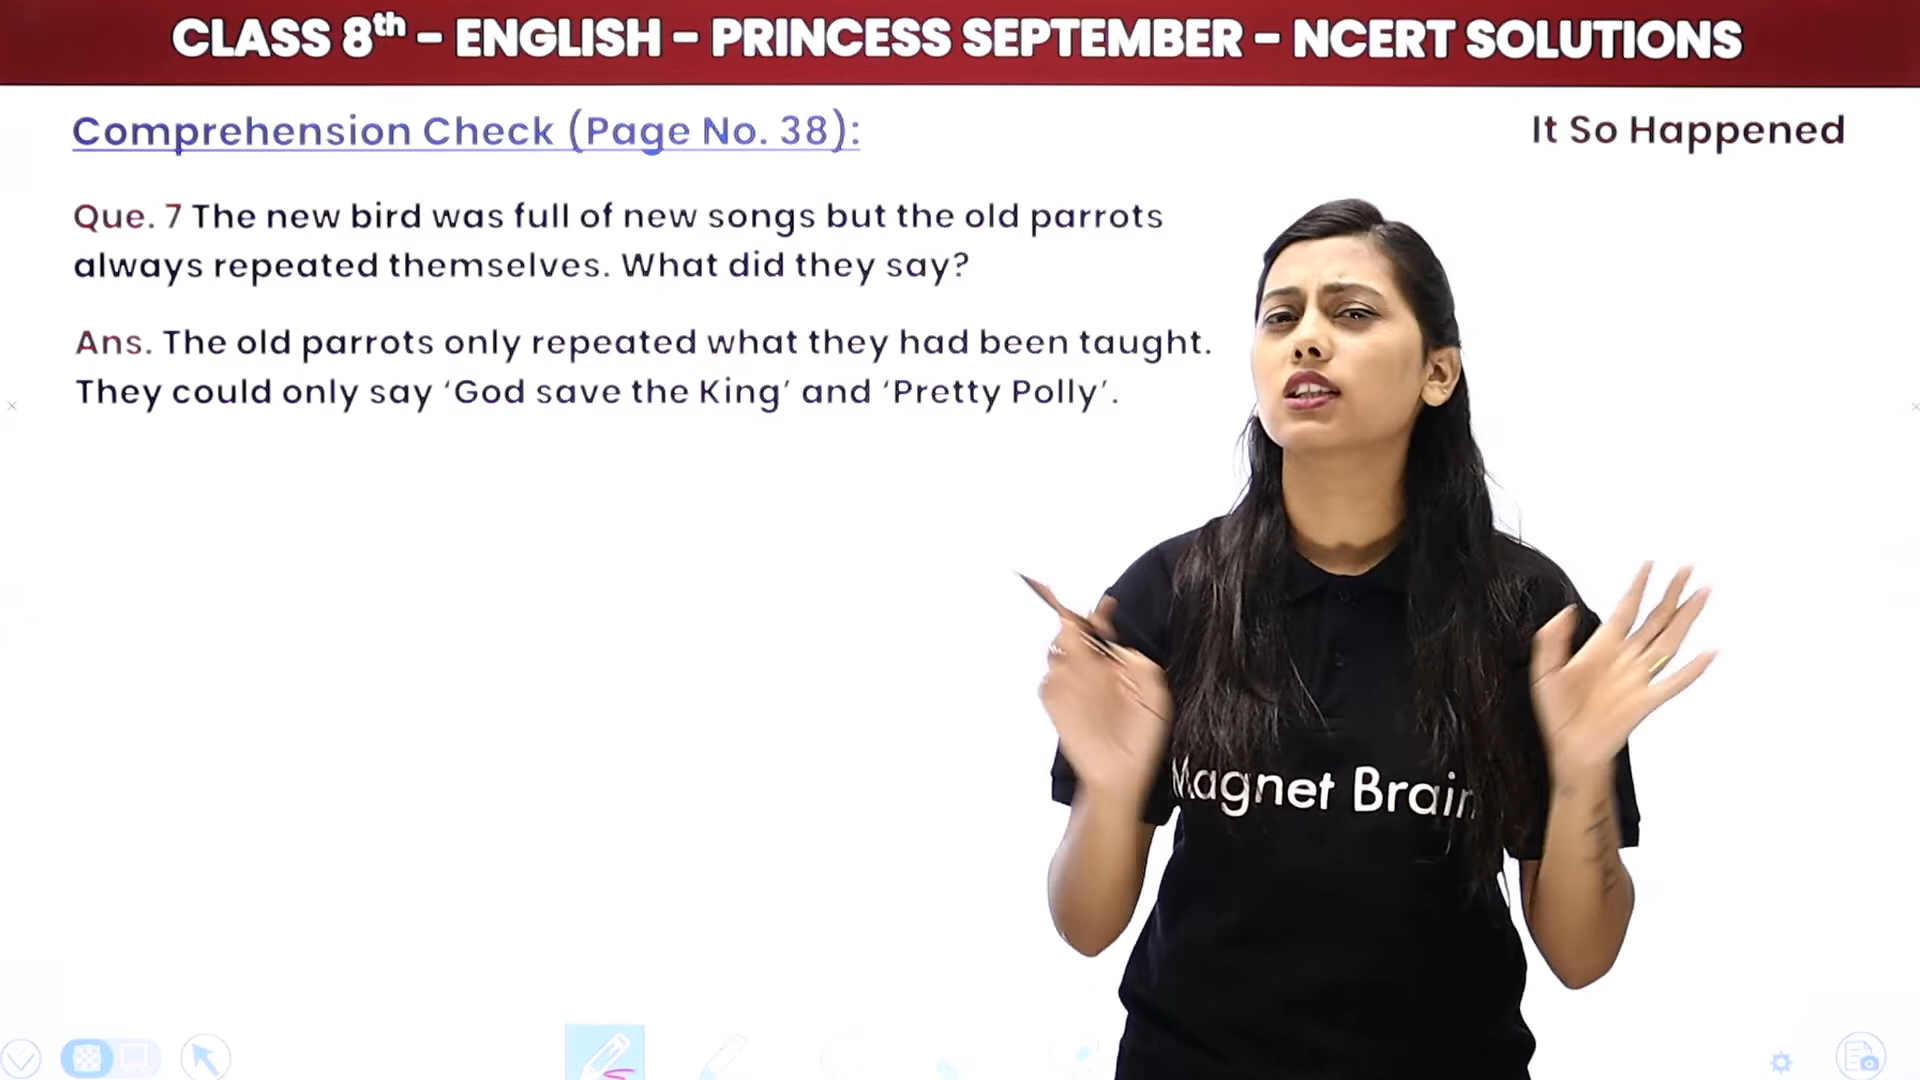 CLASS 8th – ENGLISH – PRINCESS SEPTEMBER – NCERT SOLUTIONS
Comprehension Check (Page No. 38):
It So Happened
Que. 7 The new bird was full of new songs but the old parrots
always repeated themselves. What did they say?
Ans. The old parrots only repeated what they had been taught.
They could only say ‘God save the King’ and ‘Pretty Polly’.
Magnet Brain